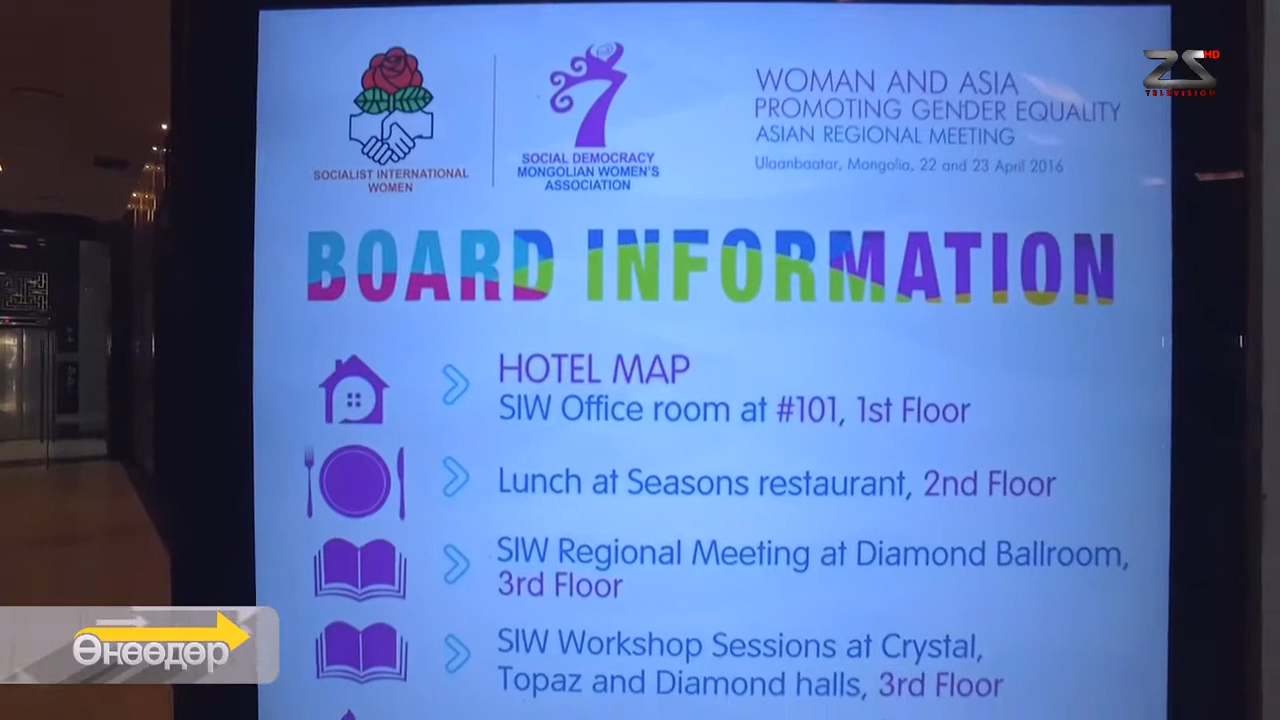 ZS HD
TELEVISION
SOCIALIST INTERNATIONAL
WOMEN
SOCIAL DEMOCRACY
MONGOLIAN WOMEN'S
ASSOCIATION
WOMAN AND ASIA
PROMOTING GENDER EQUALITY
ASIAN REGIONAL MEETING
Ulaanbaatar, Mongolia, 22 and 23 April 2016
BOARD INFORMATION
HOTEL MAP
SIW Office room at #101, 1st Floor
Lunch at Seasons restaurant, 2nd Floor
SIW Regional Meeting at Diamond Ballroom,
3rd Floor
SIW Workshop Sessions at Crystal,
Topaz and Diamond halls, 3rd Floor
Өнөөдөр